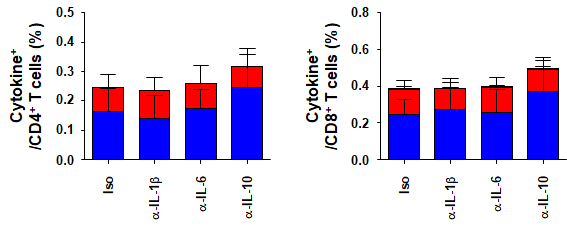 Cytokine⁺
/CD4⁺ T cells (%)
0.5
0.4
0.3
0.2
0.1
0.0
Iso
α-IL-1β
α-IL-6
α-IL-10
Cytokine⁺
/CD8⁺ T cells (%)
0.8
0.6
0.4
0.2
0.0
Iso
α-IL-1β
α-IL-6
α-IL-10